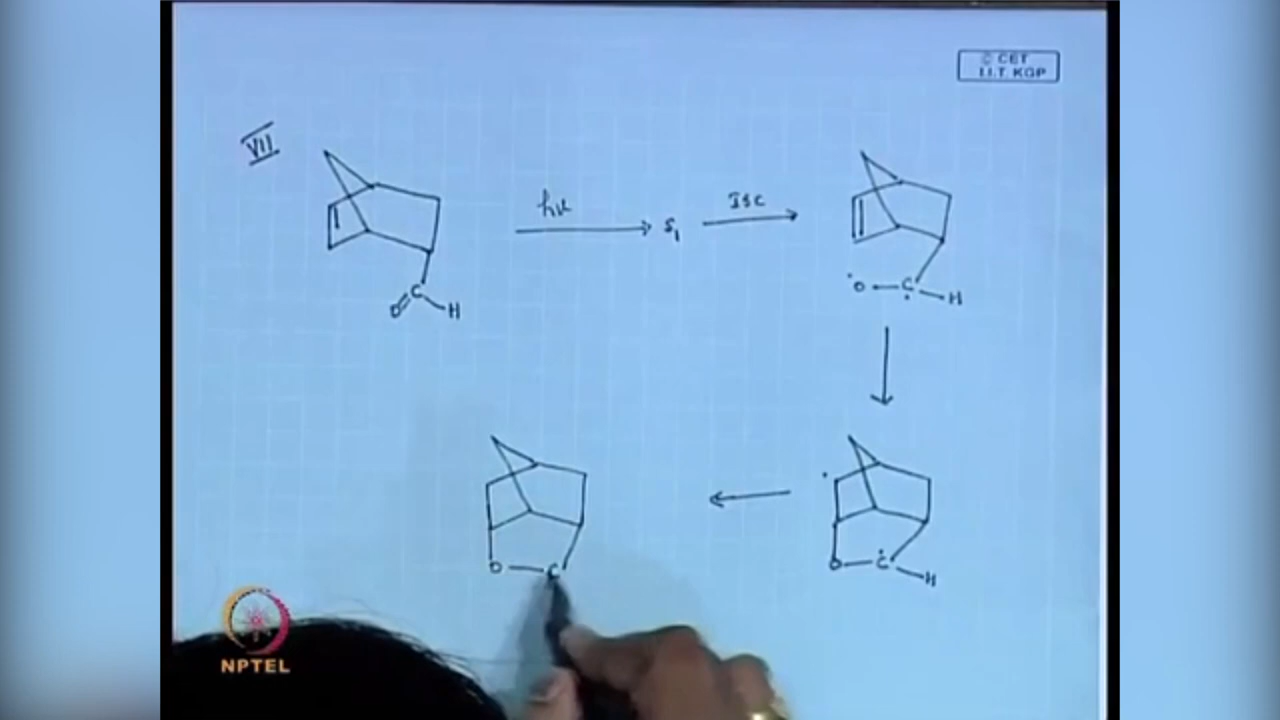 © CET
I.I.T. KGP
VII
hν
S₁
ISC
C
O
H
·O — C·
H
O — C·
H
O — C
NPTEL